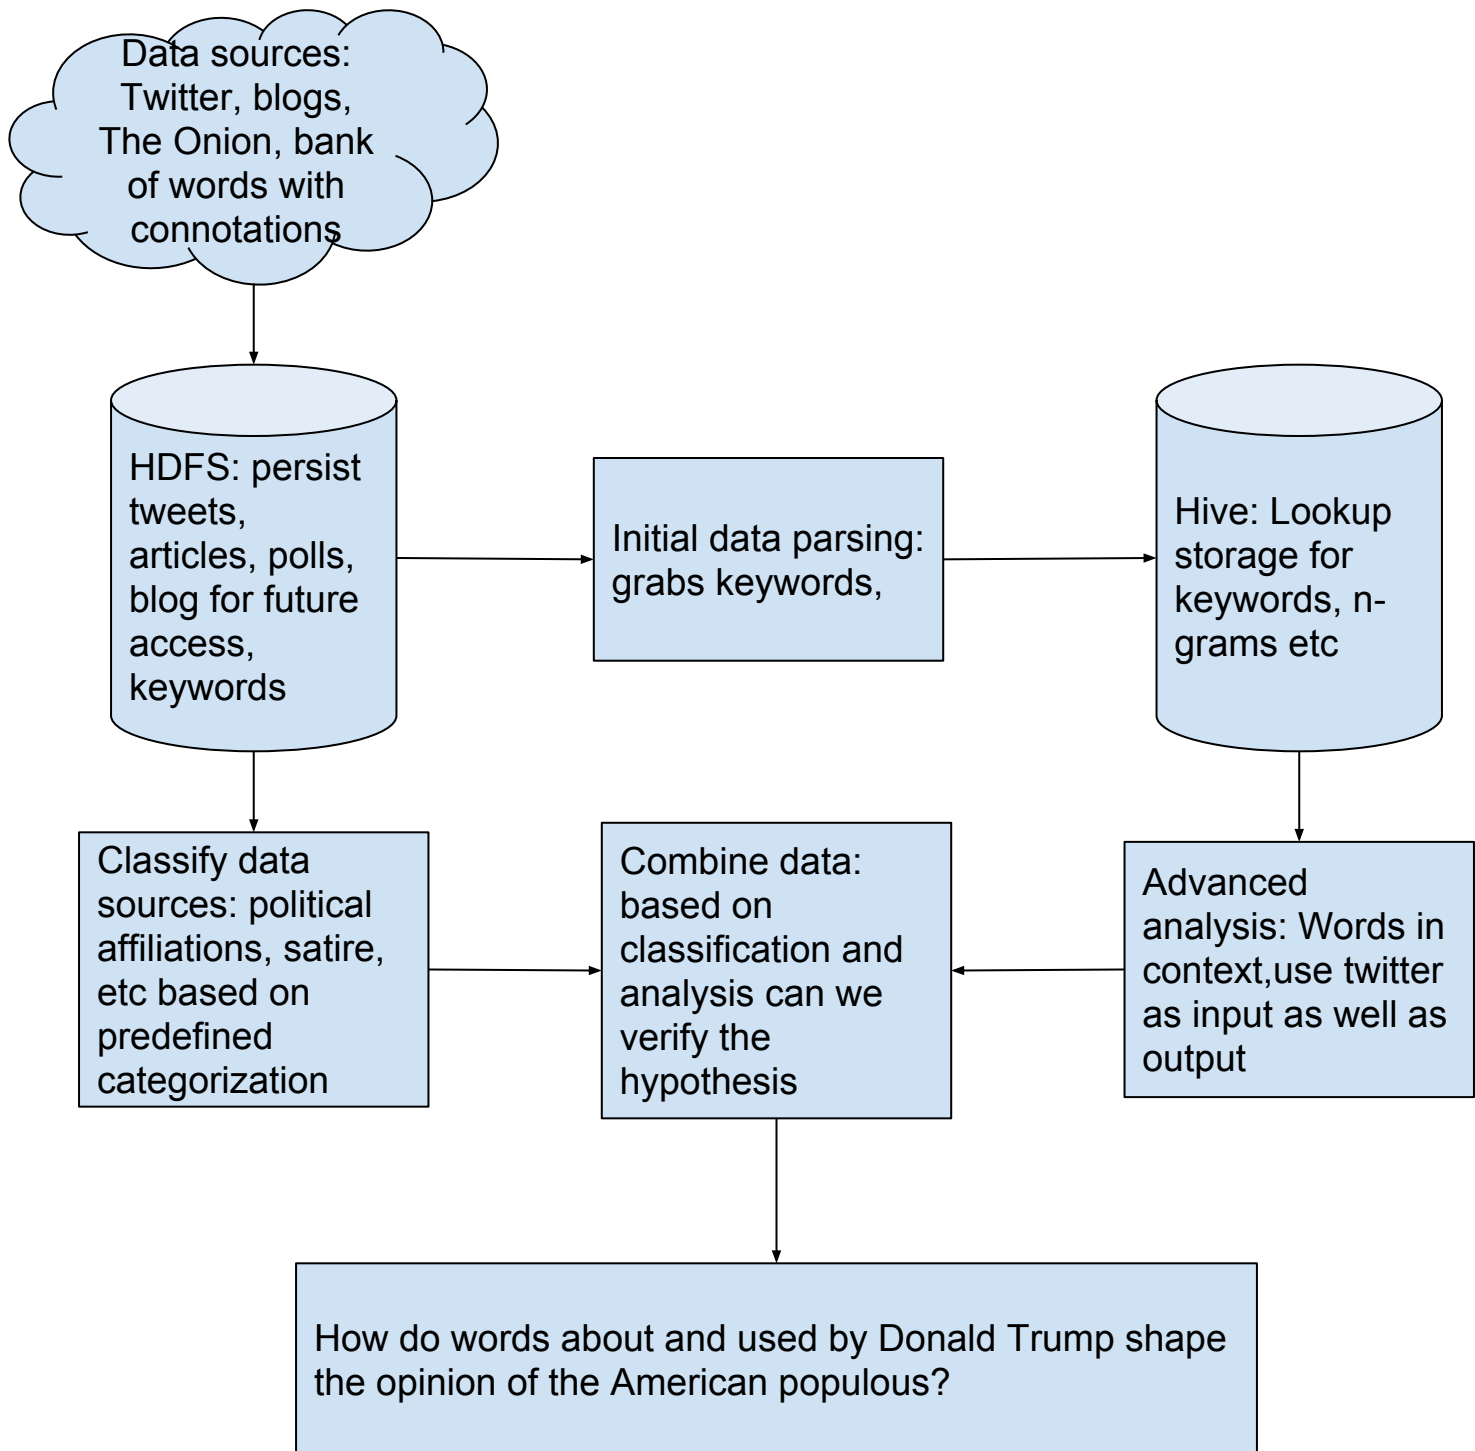 Data sources:
Twitter, blogs,
The Onion, bank
of words with
connotations
HDFS: persist
tweets,
articles, polls,
blog for future
access,
keywords
Initial data parsing:
grabs keywords,
Hive: Lookup
storage for
keywords, n-
grams etc
Classify data
sources: political
affiliations, satire,
etc based on
predefined
categorization
Combine data:
based on
classification and
analysis can we
verify the
hypothesis
Advanced
analysis: Words in
context,use twitter
as input as well as
output
How do words about and used by Donald Trump shape
the opinion of the American populous?